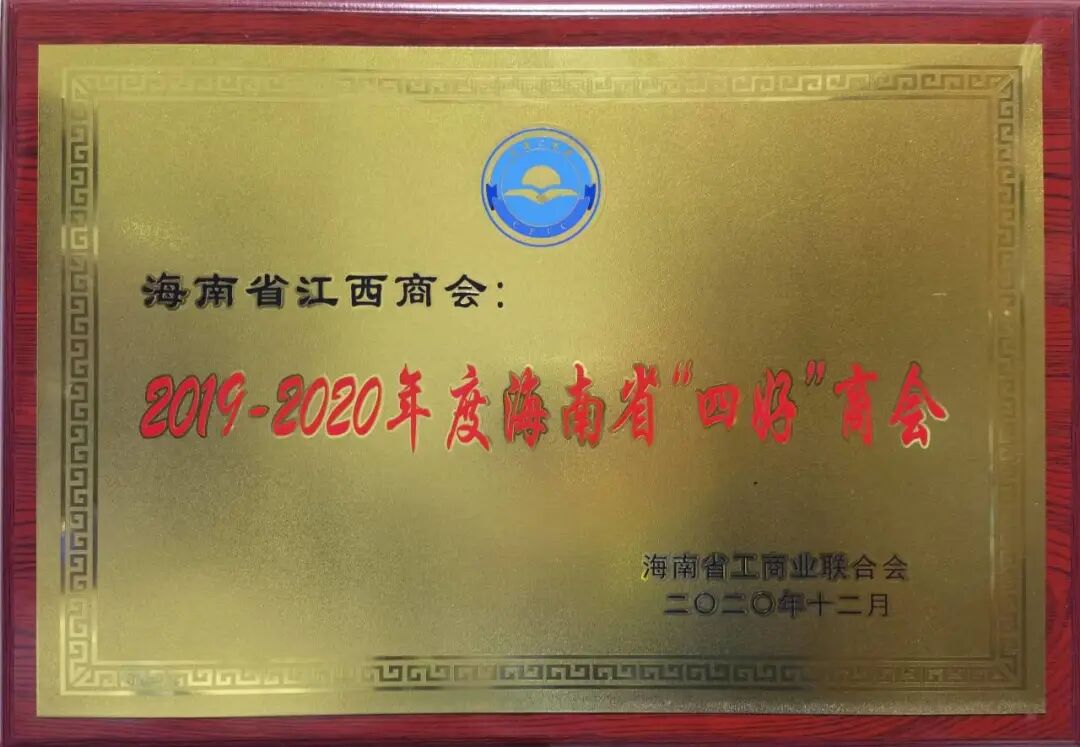 海南省江西商会：
2019-2020年度海南省“四好”商会
海南省工商业联合会
二〇二〇年十二月